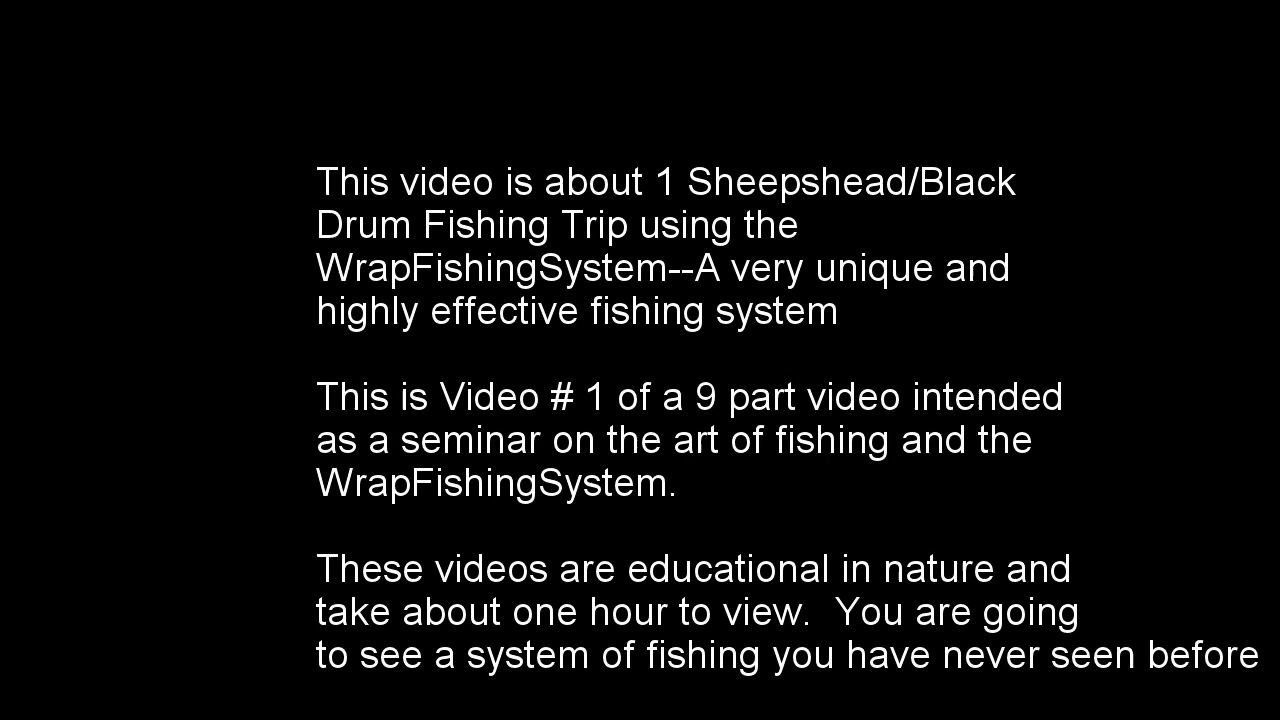 This video is about 1 Sheepshead/Black
Drum Fishing Trip using the
WrapFishingSystem--A very unique and
highly effective fishing system
This is Video # 1 of a 9 part video intended
as a seminar on the art of fishing and the
WrapFishingSystem.
These videos are educational in nature and
take about one hour to view.  You are going
to see a system of fishing you have never seen before